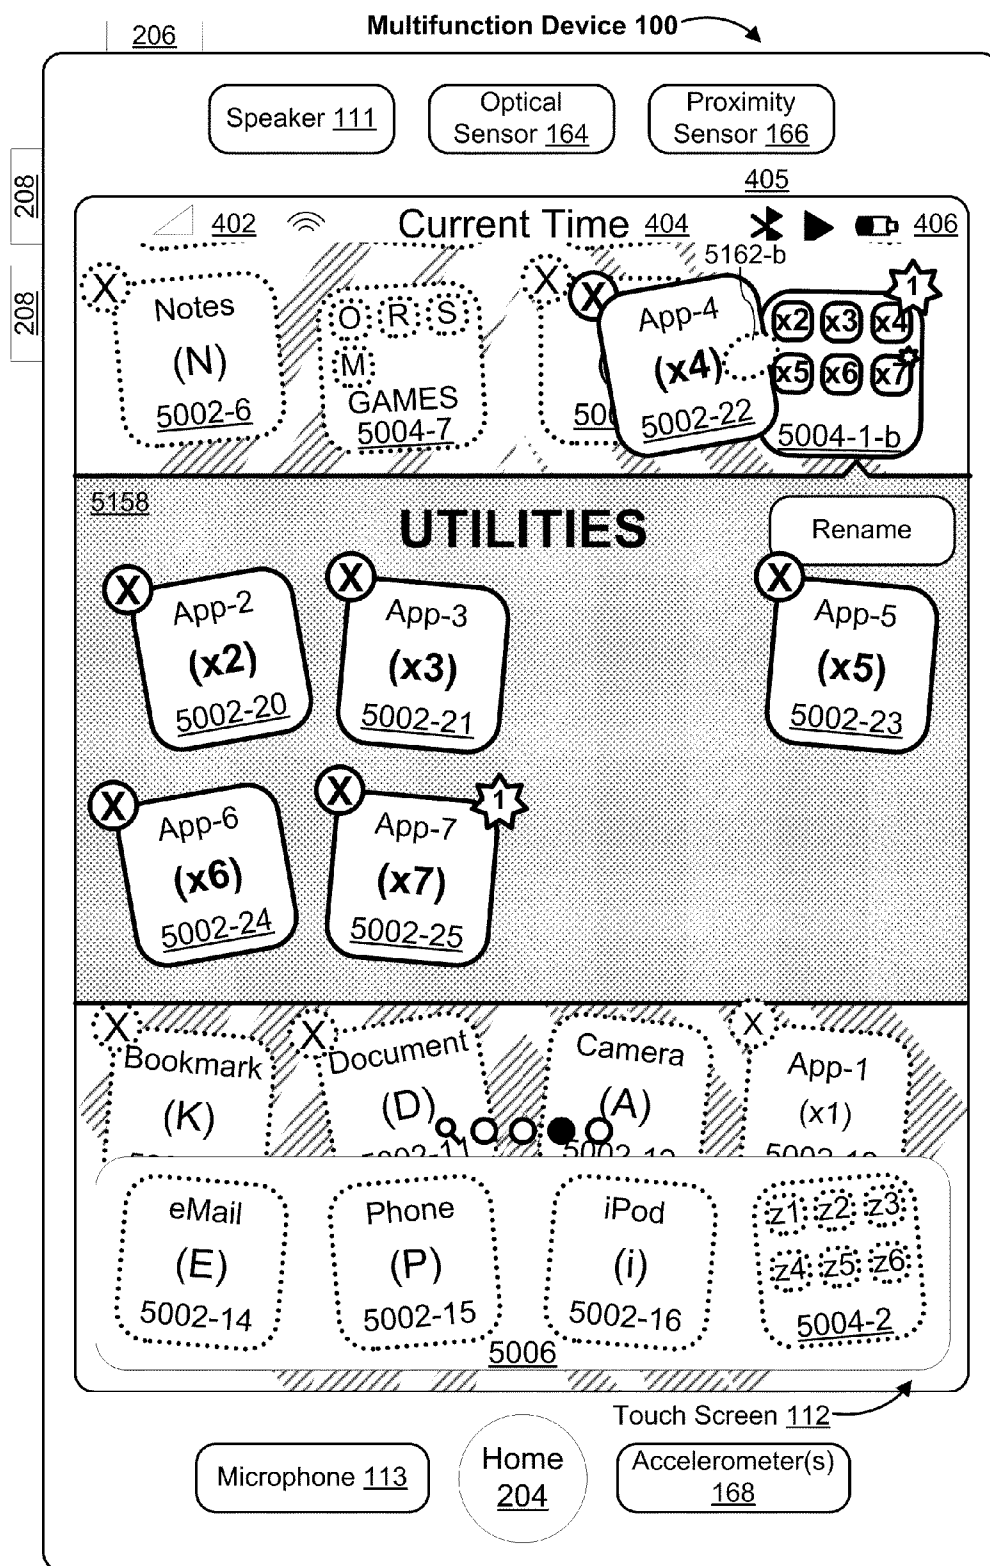 Multifunction Device 100
206
Speaker 111
Optical
Sensor 164
Proximity
Sensor 166
208
208
405
402
Current Time 404
406
5162-b
X
Notes
(N)
5002-6
O R S
M
GAMES
5004-7
X
X
App-4
(x4)
5002-22
1
x2 x3 x4
x5 x6 x7
5004-1-b
5158
UTILITIES
Rename
X
App-2
(x2)
5002-20
X
App-3
(x3)
5002-21
X
App-5
(x5)
5002-23
X
App-6
(x6)
5002-24
X
1
App-7
(x7)
5002-25
X
Bookmark
(K)
X
Document
(D)
5002-11
Camera
(A)
5002-12
X
App-1
(x1)
eMail
(E)
5002-14
Phone
(P)
5002-15
iPod
(i)
5002-16
z1 z2 z3
z4 z5 z6
5004-2
5006
Touch Screen 112
Microphone 113
Home
204
Accelerometer(s)
168